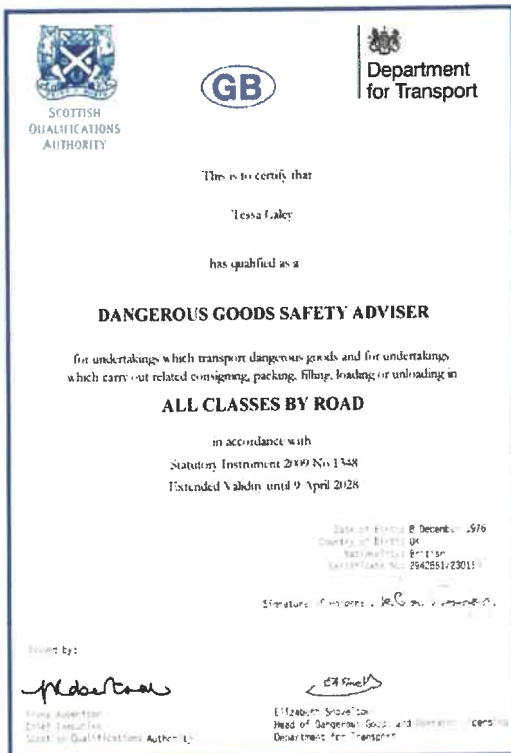 SCOTTISH
QUALIFICATIONS
AUTHORITY
GB
Department
for Transport
This is to certify that
Tessa
has qualified as a
DANGEROUS GOODS SAFETY ADVISER
for undertakings which transport dangerous goods and for undertakings
which carry out related consigning, packing, filling, loading or unloading in
ALL CLASSES BY ROAD
in accordance with
Statutory Instrument 2009 No 1348
Extended Validity until 9 April 2028
Date of Birth: 8 December 1976
Country of Birth: UK
Nationality: British
Certificate No:
Signature of
Issued by:
Chief Executive
Scottish Qualifications Authority
Elizabeth
Head of Dangerous Goods and
Department for Transport